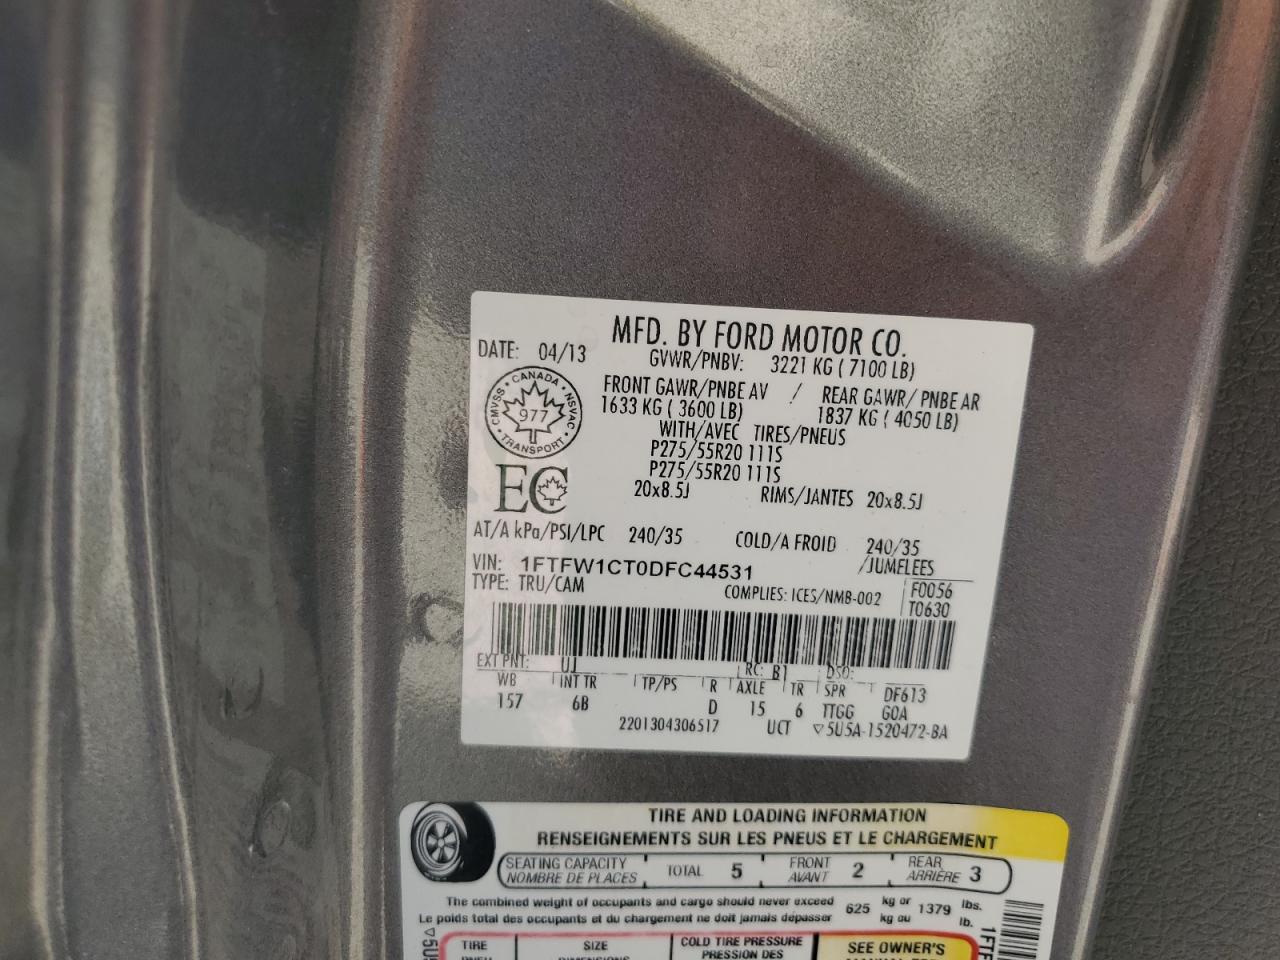 MFD. BY FORD MOTOR CO.
DATE: 04/13
GVWR/PNBV: 3221 KG ( 7100 LB)
FRONT GAWR/PNBE AV / REAR GAWR/ PNBE AR
1633 KG ( 3600 LB) 1837 KG ( 4050 LB)
WITH/AVEC TIRES/PNEUS
P275/55R20 111S
P275/55R20 111S
20x8.5J RIMS/JANTES 20x8.5J
CMVSS • CANADA • NSVAC • TRANSPORT •
977
EC
AT/A kPa/PSI/LPC 240/35 COLD/A FROID 240/35
VIN: 1FTFW1CT0DFC44531 /JUMELEES
TYPE: TRU/CAM COMPLIES: ICES/NMB-002 F0056
T0630
EXT PNT: UJ RC: B1 DSO:
WB INT TR TP/PS R AXLE TR SPR DF613
157 6B D 15 6 TTGG GOA
2201304306517 UCT ▽5U5A-1520472-BA
TIRE AND LOADING INFORMATION
RENSEIGNEMENTS SUR LES PNEUS ET LE CHARGEMENT
SEATING CAPACITY TOTAL 5 FRONT 2 REAR 3
NOMBRE DE PLACES AVANT ARRIÈRE
The combined weight of occupants and cargo should never exceed 625 kg or 1379 lbs.
Le poids total des occupants et du chargement ne doit jamais dépasser kg ou lb.
▽5U
1FTF
TIRE SIZE COLD TIRE PRESSURE SEE OWNER'S
PRESSION DES